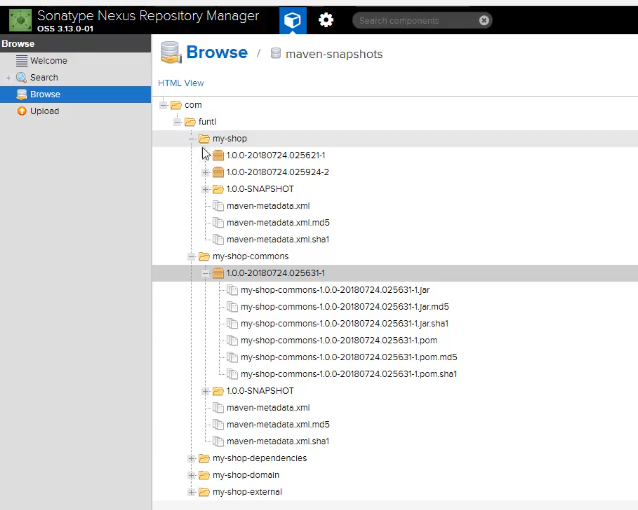 Sonatype Nexus Repository Manager
OSS 3.13.0-01
Search components
Browse
Welcome
Search
Browse
Upload
Browse / maven-snapshots
HTML View
com
funtl
my-shop
1.0.0-20180724.025621-1
1.0.0-20180724.025924-2
1.0.0-SNAPSHOT
maven-metadata.xml
maven-metadata.xml.md5
maven-metadata.xml.sha1
my-shop-commons
1.0.0-20180724.025631-1
my-shop-commons-1.0.0-20180724.025631-1.jar
my-shop-commons-1.0.0-20180724.025631-1.jar.md5
my-shop-commons-1.0.0-20180724.025631-1.jar.sha1
my-shop-commons-1.0.0-20180724.025631-1.pom
my-shop-commons-1.0.0-20180724.025631-1.pom.md5
my-shop-commons-1.0.0-20180724.025631-1.pom.sha1
1.0.0-SNAPSHOT
maven-metadata.xml
maven-metadata.xml.md5
maven-metadata.xml.sha1
my-shop-dependencies
my-shop-domain
my-shop-external